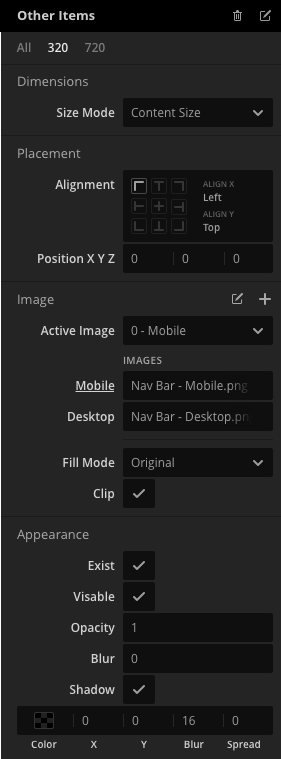 Other Items
All 320 720
Dimensions
Size Mode Content Size
Placement
Alignment
ALIGN X
Left
ALIGN Y
Top
Position X Y Z 0 0 0
Image
Active Image 0 - Mobile
IMAGES
Mobile Nav Bar - Mobile.png
Desktop Nav Bar - Desktop.pn
Fill Mode Original
Clip
Appearance
Exist
Visable
Opacity 1
Blur 0
Shadow
0 0 16 0
Color X Y Blur Spread